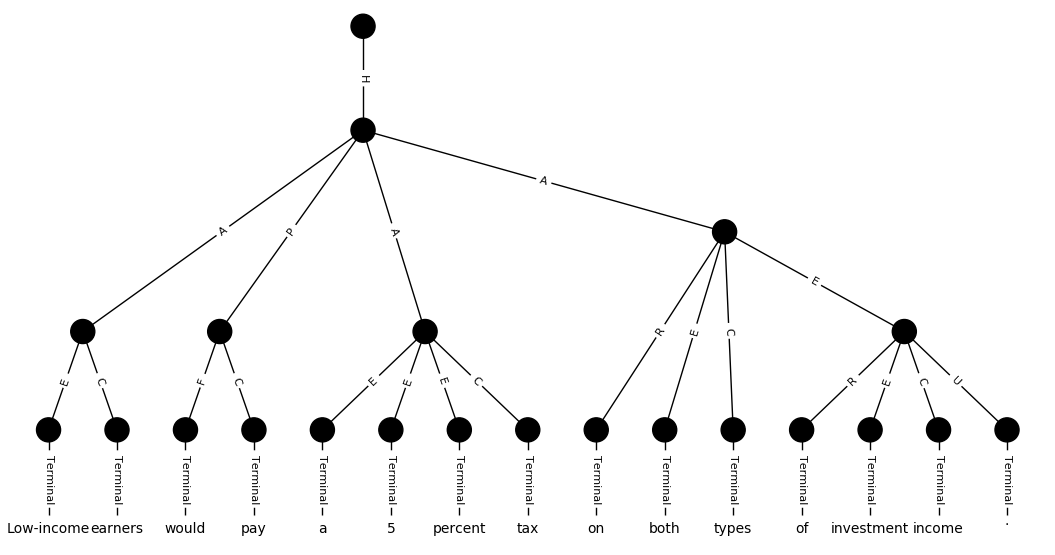 H
A P A A
E
R E C
E C F C E E E C R E C U
Terminal Terminal Terminal Terminal Terminal Terminal Terminal Terminal Terminal Terminal Terminal Terminal Terminal Terminal Terminal
Low-income earners would pay a 5 percent tax on both types of investment income .